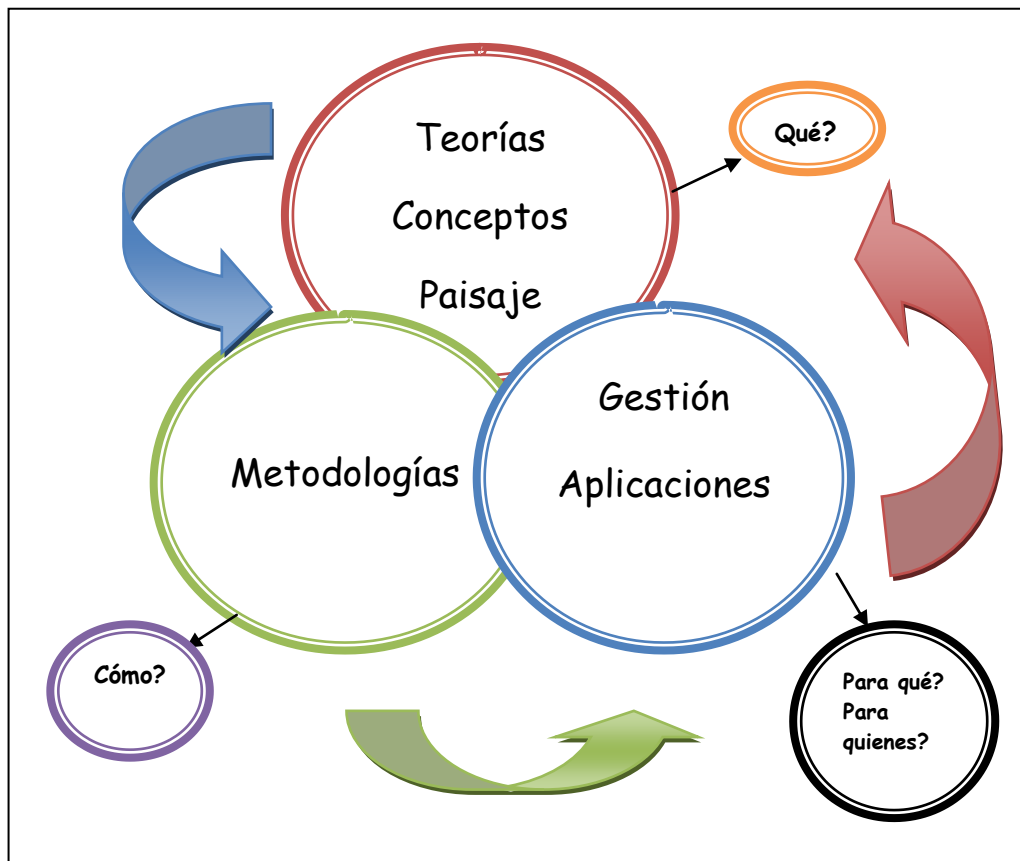 Teorías
Conceptos
Paisaje
Qué?
Metodologías
Gestión
Aplicaciones
Cómo?
Para qué?
Para
quienes?